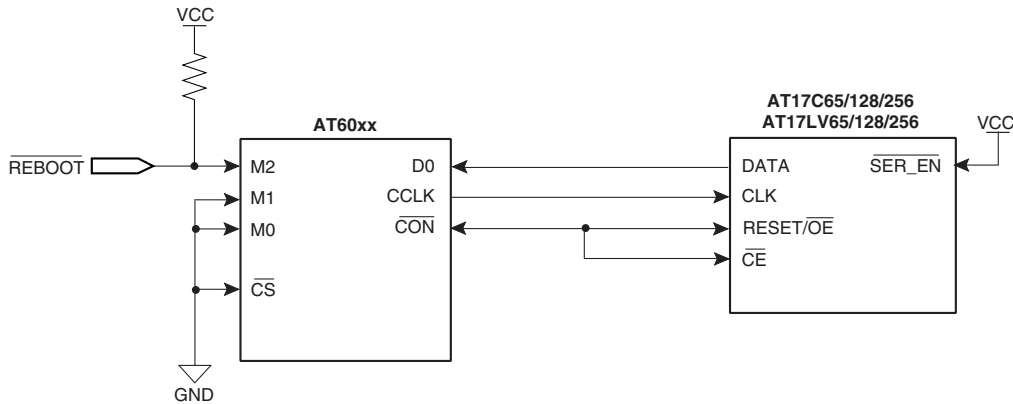 VCC
AT17C65/128/256
AT17LV65/128/256
VCC
AT60xx
REBOOT
M2
D0
DATA
SER_EN
M1
CCLK
CLK
M0
CON
RESET/OE
CE
CS
GND